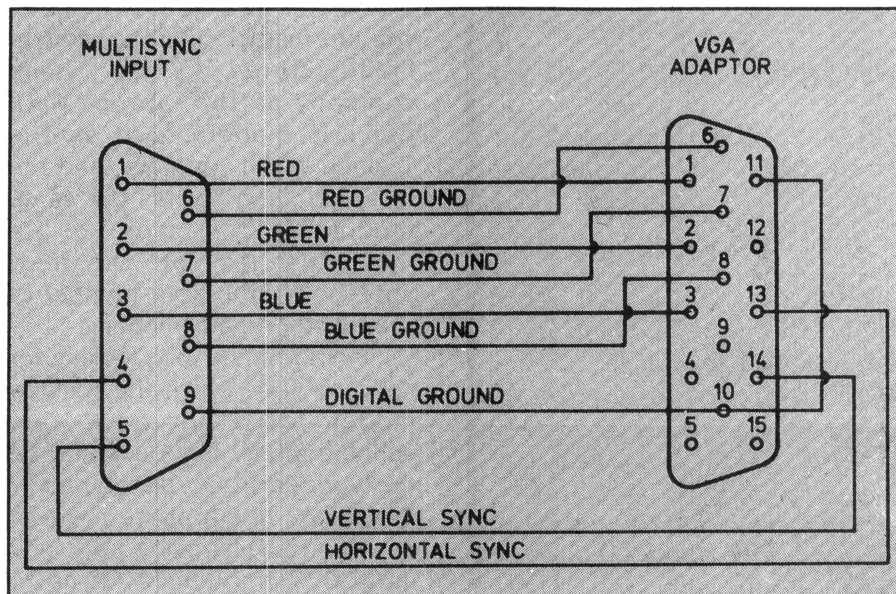 MULTISYNC
INPUT
VGA
ADAPTOR
1
2
3
4
5
6
7
8
9
RED
RED GROUND
GREEN
GREEN GROUND
BLUE
BLUE GROUND
DIGITAL GROUND
VERTICAL SYNC
HORIZONTAL SYNC
1
2
3
4
5
6
7
8
9
10
11
12
13
14
15